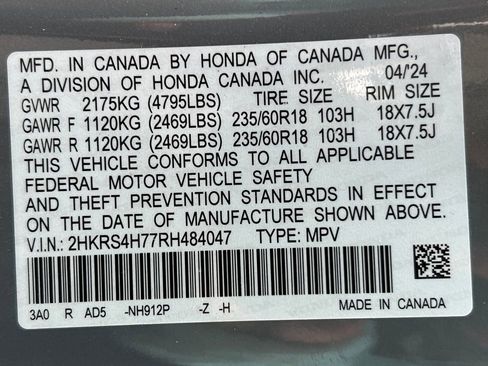 MFD. IN CANADA BY HONDA OF CANADA MFG.,
A DIVISION OF HONDA CANADA INC. 04/'24
GVWR 2175KG (4795LBS) TIRE SIZE RIM SIZE
GAWR F 1120KG (2469LBS) 235/60R18 103H 18X7.5J
GAWR R 1120KG (2469LBS) 235/60R18 103H 18X7.5J
THIS VEHICLE CONFORMS TO ALL APPLICABLE
FEDERAL MOTOR VEHICLE SAFETY
AND THEFT PREVENTION STANDARDS IN EFFECT
ON THE DATE OF MANUFACTURE SHOWN ABOVE.
V.I.N.: 2HKRS4H77RH484047 TYPE: MPV
3A0 R AD5 -NH912P -Z -H MADE IN CANADA